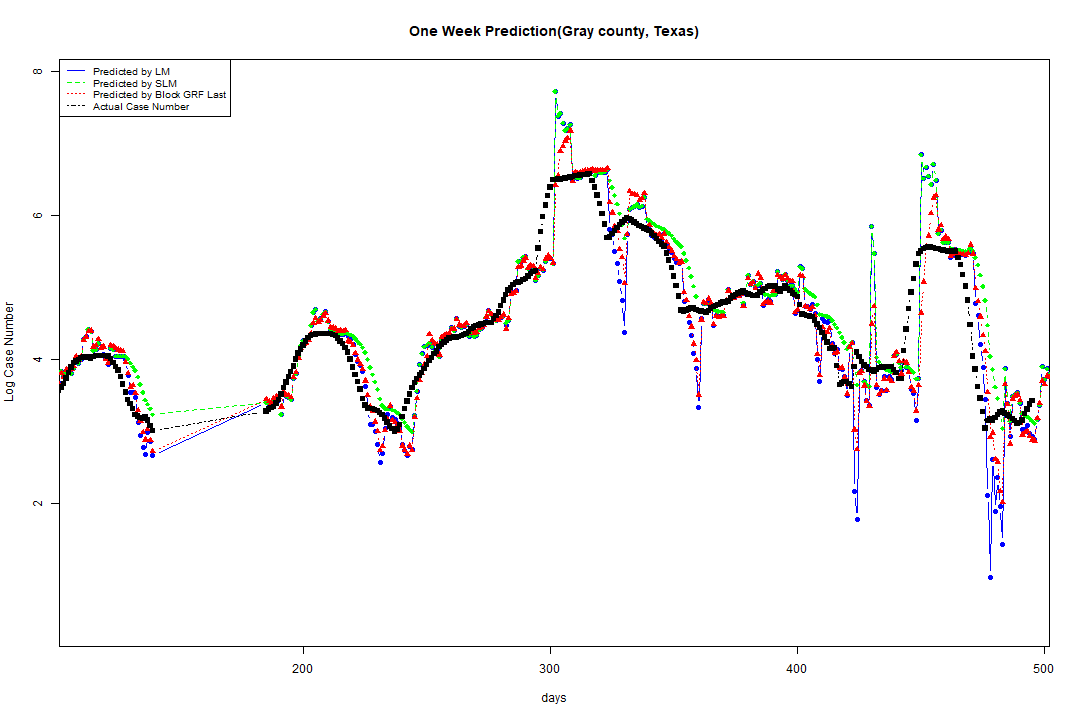 One Week Prediction(Gray county, Texas)
Predicted by LM
Predicted by SLM
Predicted by Block GRF Last
Actual Case Number
8
6
4
2
Log Case Number
200
300
400
500
days